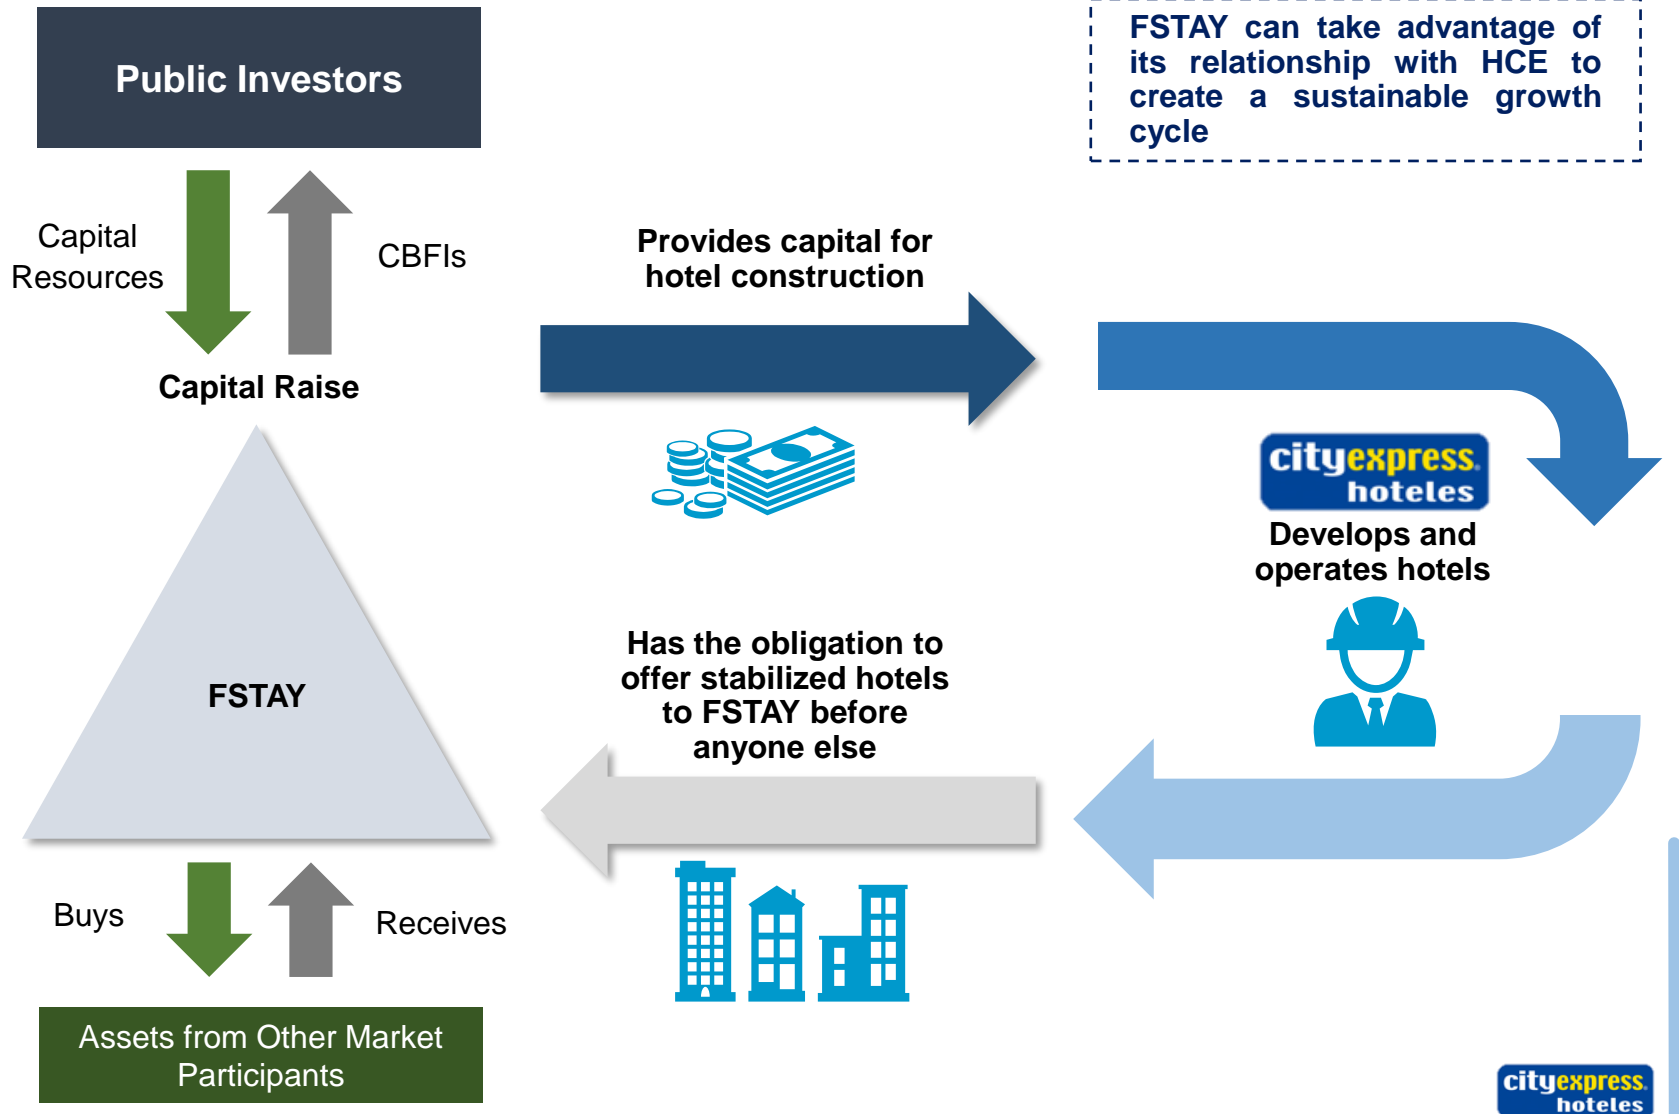 Public Investors
FSTAY can take advantage of
its relationship with HCE to
create a sustainable growth
cycle
Capital
Resources
CBFIs
Capital Raise
Provides capital for
hotel construction
cityexpress.
hoteles
Develops and
operates hotels
FSTAY
Has the obligation to
offer stabilized hotels
to FSTAY before
anyone else
Buys
Receives
Assets from Other Market
Participants
cityexpress.
hoteles